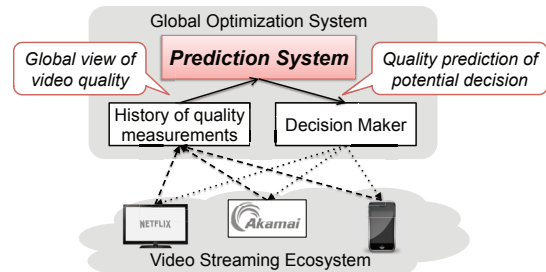 Global Optimization System
Global view of
video quality
Prediction System
Quality prediction of
potential decision
History of quality
measurements
Decision Maker
NETFLIX
Akamai
Video Streaming Ecosystem